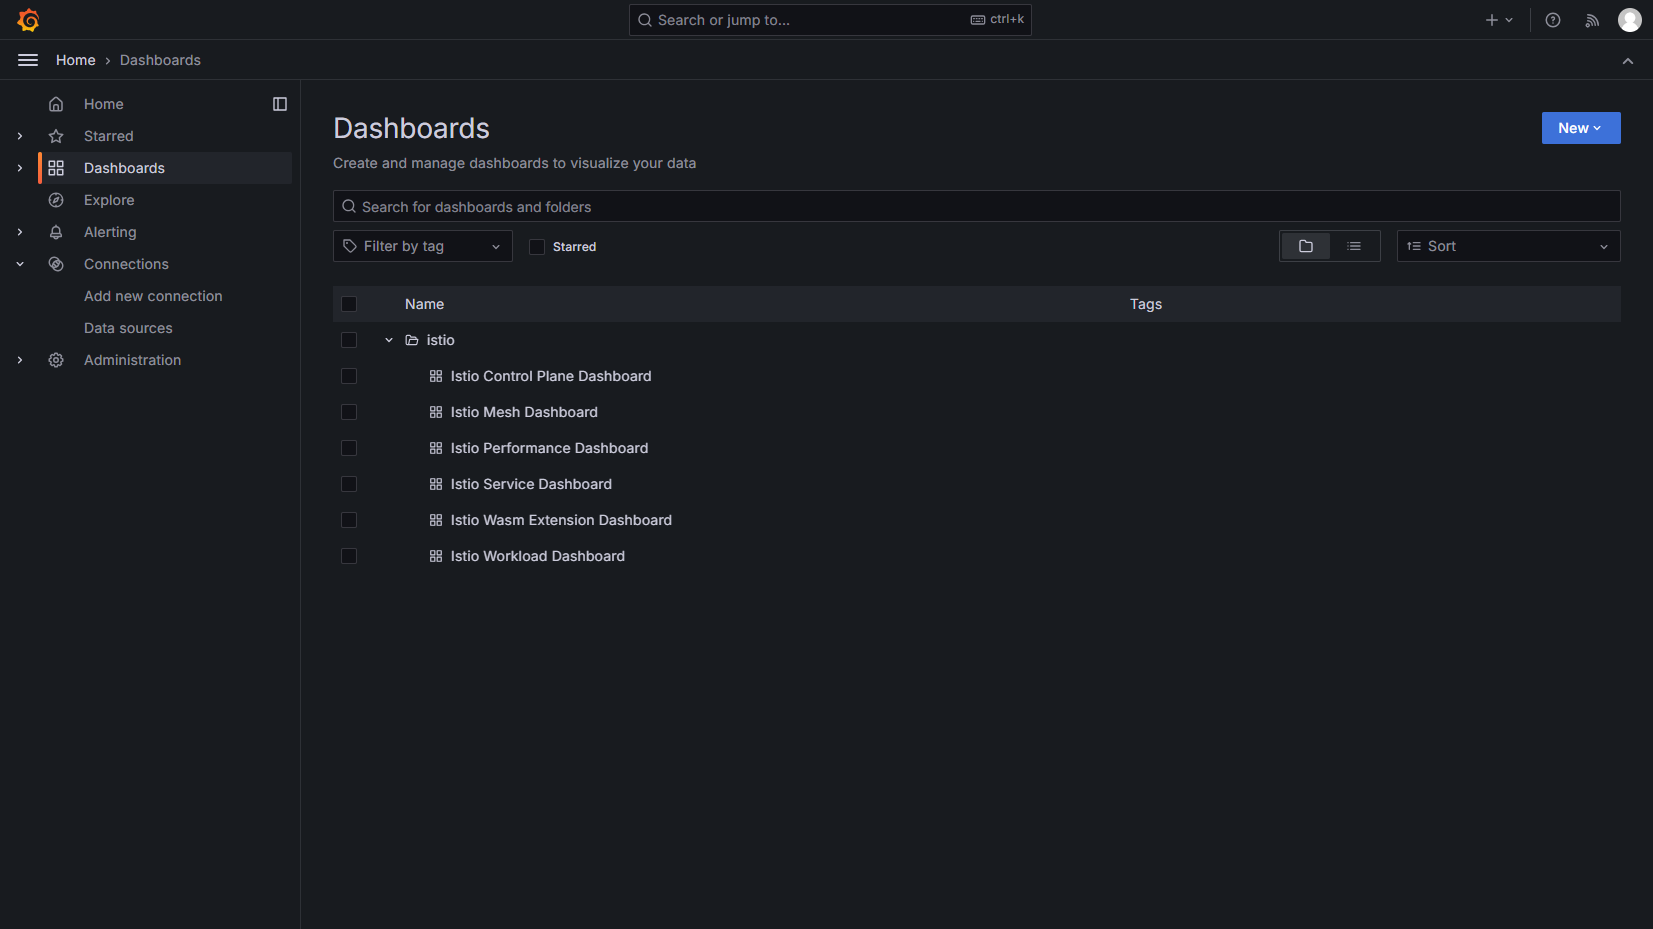 Search or jump to...
ctrl+k
Home
Dashboards
Home
Starred
Dashboards
Explore
Alerting
Connections
Add new connection
Data sources
Administration
Dashboards
New
Create and manage dashboards to visualize your data
Search for dashboards and folders
Filter by tag
Starred
Sort
Name
Tags
istio
Istio Control Plane Dashboard
Istio Mesh Dashboard
Istio Performance Dashboard
Istio Service Dashboard
Istio Wasm Extension Dashboard
Istio Workload Dashboard